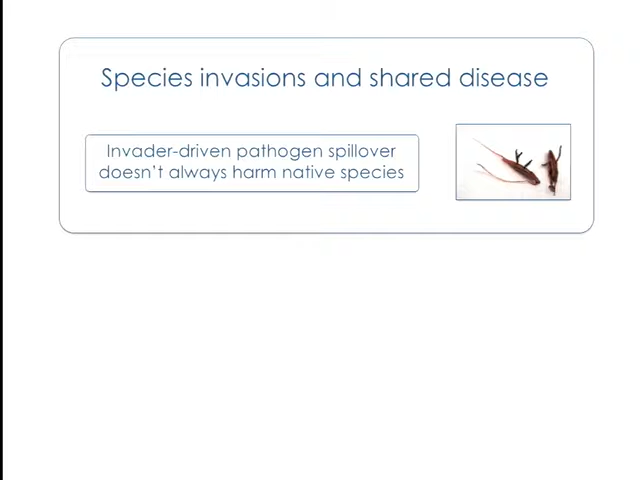 Species invasions and shared disease
Invader-driven pathogen spillover
doesn't always harm native species